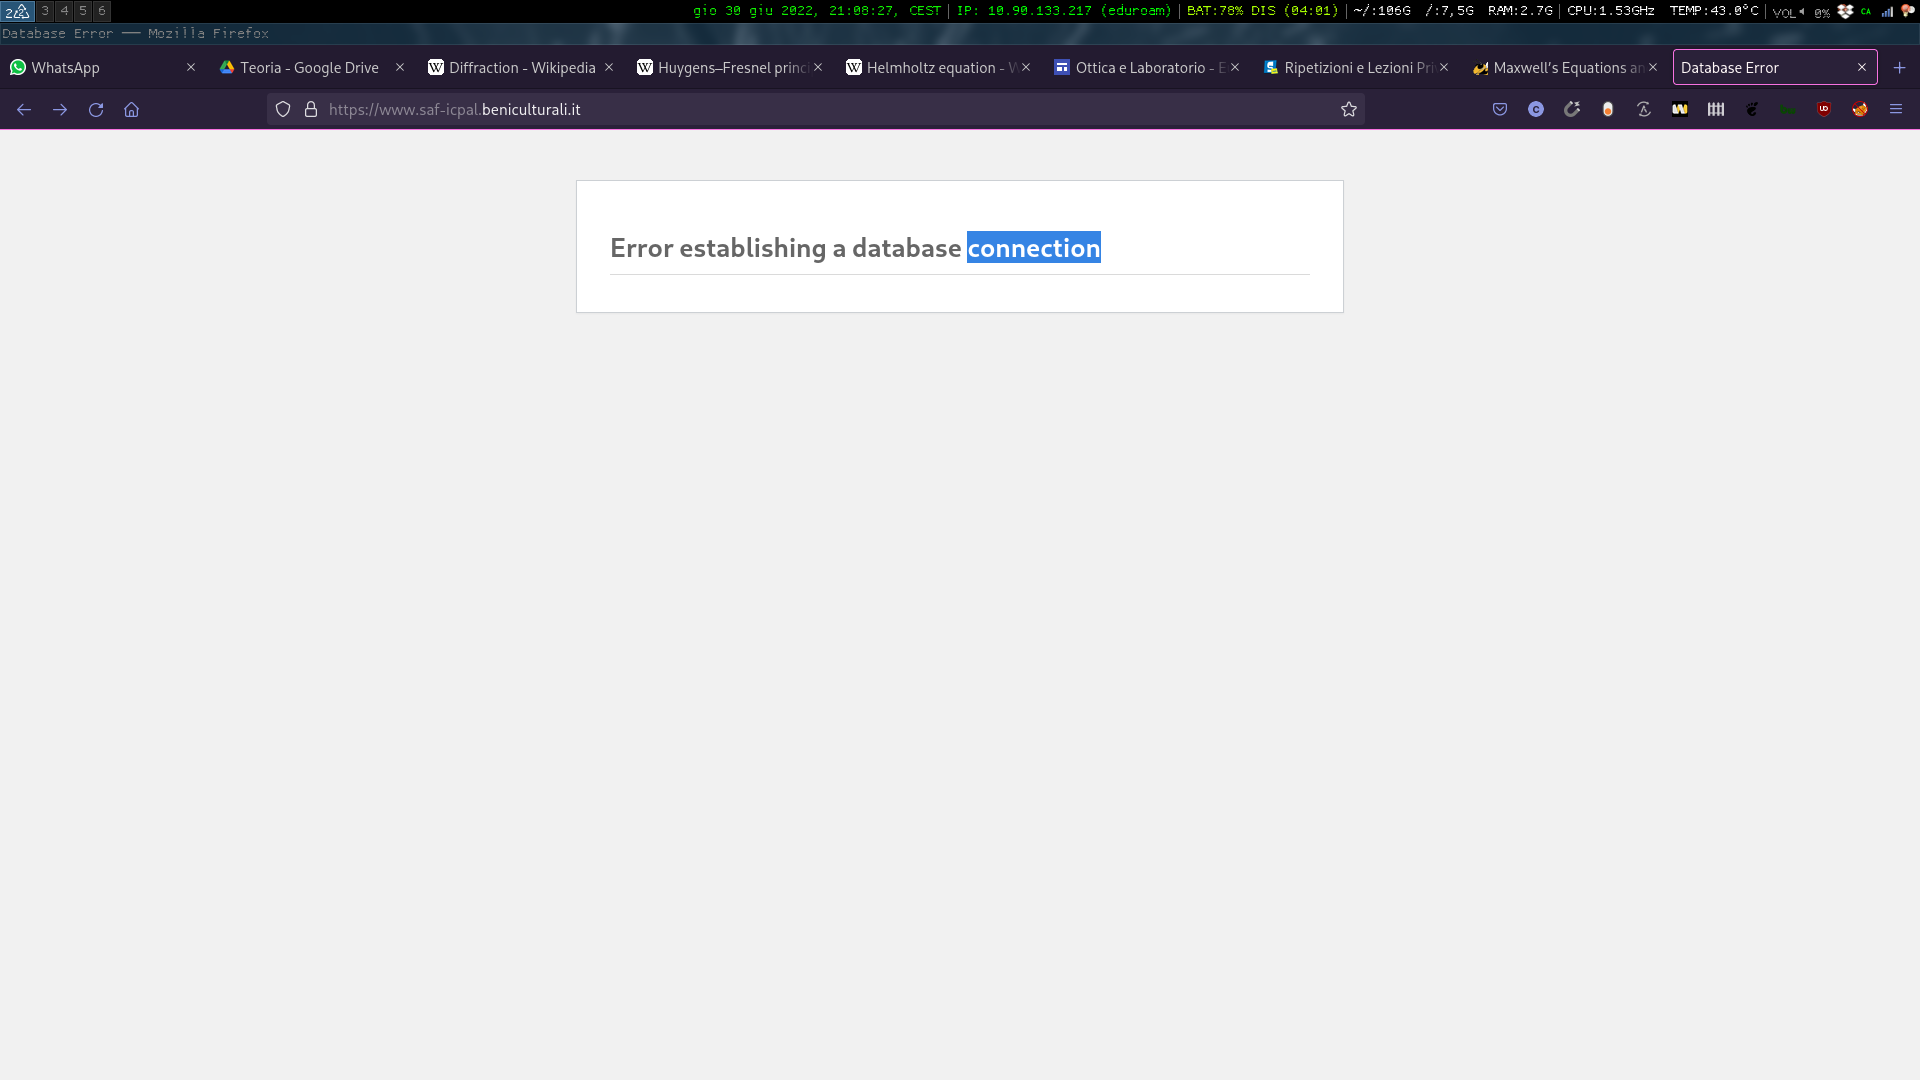 2 3 4 5 6 gio 30 giu 2022, 21:08:27, CEST IP: 10.90.133.217 (eduroam) BAT:78% DIS (04:01) ~/:106G /:7,5G RAM:2.7G CPU:1.53GHz TEMP:43.0°C VOL 0% CA
Database Error — Mozilla Firefox
WhatsApp Teoria - Google Drive Diffraction - Wikipedia Huygens–Fresnel princi Helmholtz equation - W Ottica e Laboratorio - E Ripetizioni e Lezioni Pri Maxwell's Equations an Database Error
https://www.saf-icpal.beniculturali.it
Error establishing a database connection